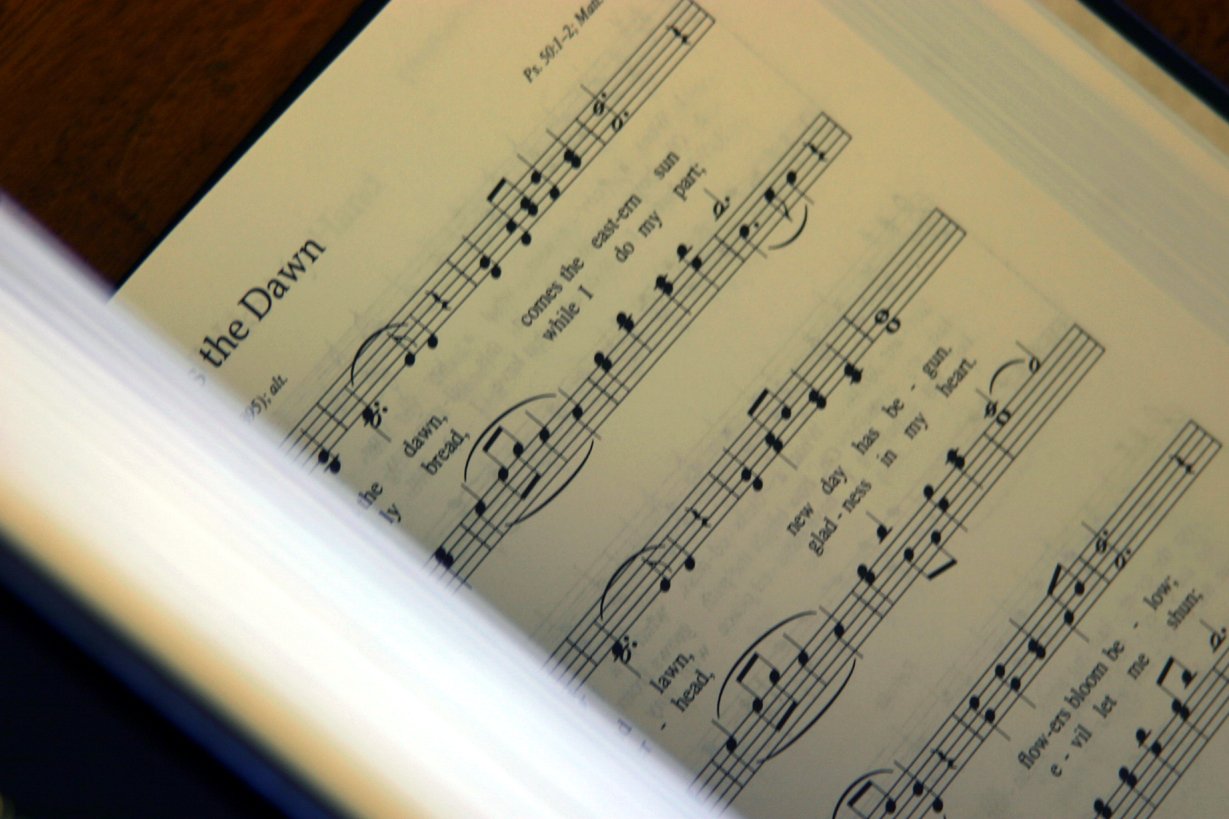 the Dawn
Ps. 50:1–2;
95); alt.
the dawn, comes the east-ern sun
ly bread, while I do my part;
lawn, new day has be - gun.
- head, glad - ness in my heart.
flow-ers bloom be - low;
e - vil let me shun;